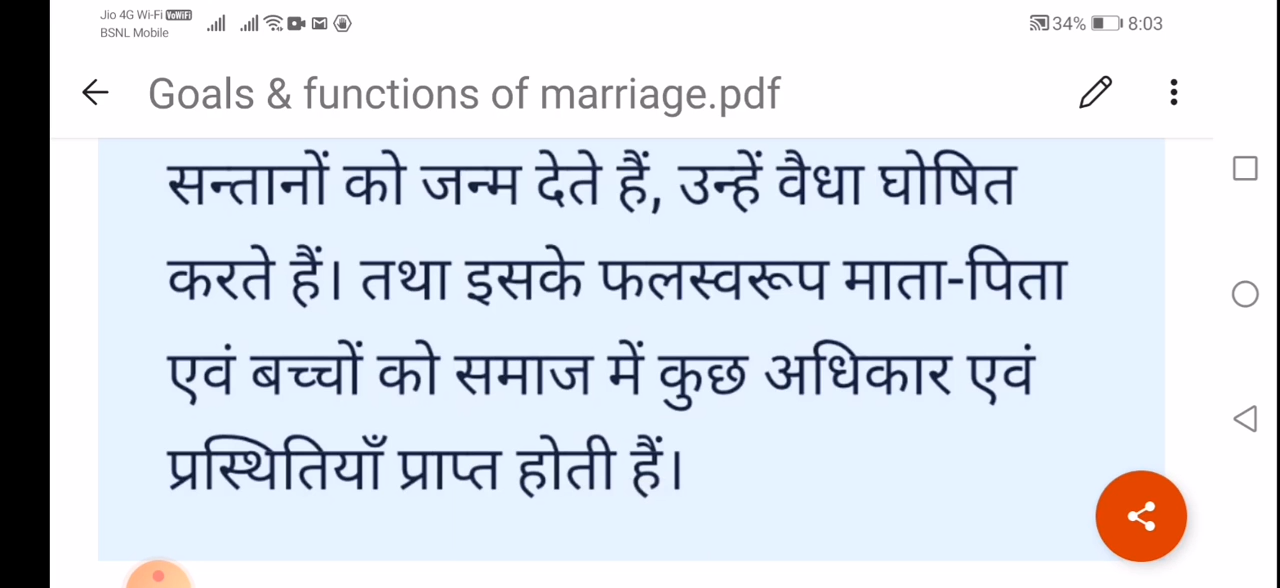 Jio 4G Wi-Fi VoWiFi
BSNL Mobile
34% 8:03
Goals & functions of marriage.pdf
सन्तानों को जन्म देते हैं, उन्हें वैधा घोषित
करते हैं। तथा इसके फलस्वरूप माता-पिता
एवं बच्चों को समाज में कुछ अधिकार एवं
प्रस्थितियाँ प्राप्त होती हैं।